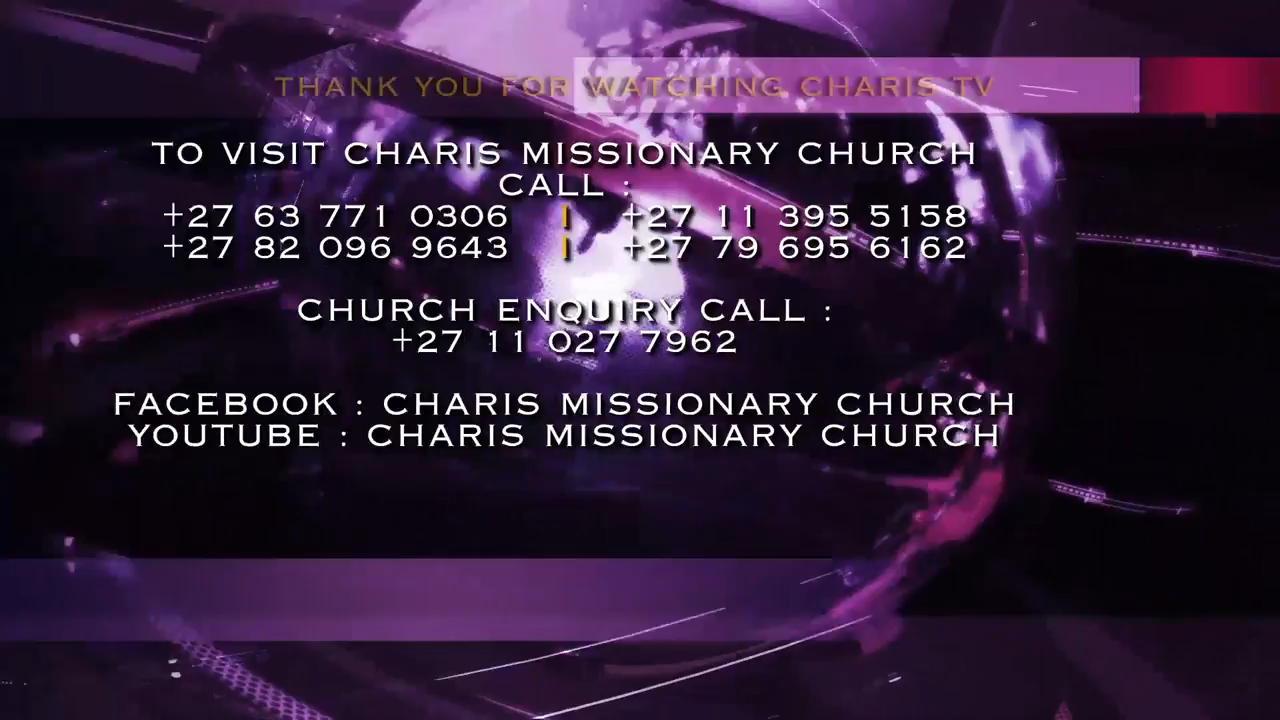 THANK YOU FOR WATCHING CHARIS TV
TO VISIT CHARIS MISSIONARY CHURCH
CALL :
+27 63 771 0306 I +27 11 395 5158
+27 82 096 9643 I +27 79 695 6162
CHURCH ENQUIRY CALL :
+27 11 027 7962
FACEBOOK : CHARIS MISSIONARY CHURCH
YOUTUBE : CHARIS MISSIONARY CHURCH